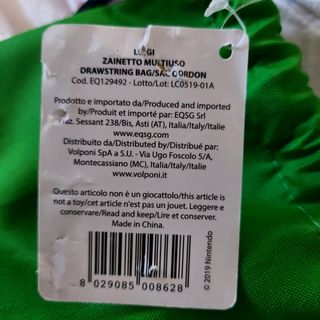 LUIGI
ZAINETTO MULTIUSO
DRAWSTRING BAG/SAC CORDON
Cod. EQ129492 - Lotto/Lot: LC0519-01A
Prodotto e importato da/Produced and imported
by/Produit et importé par: EQSG Srl
Fraz. Sessant 238/Bis, Asti (AT), Italia/Italy/Italie
www.eqsg.com
Distribuito da/Distributed by/Distribué par:
Volponi SpA a S.U. - Via Ugo Foscolo 5/A,
Montecassiano (MC), Italia/Italy/Italie
www.volponi.it
Questo articolo non è un giocattolo/this article is
not a toy/cet article n'est pas un jouet. Leggere e
conservare/Read and keep/Lire et conserver.
Made in China.
8 029085 008628
© 2019 Nintendo